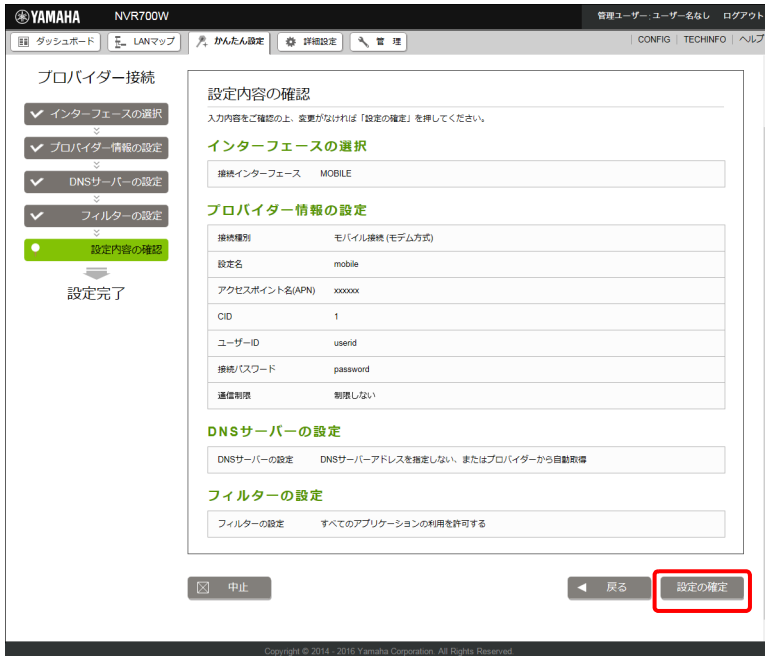 YAMAHA NVR700W 管理ユーザー:ユーザー名なし ログアウト
ダッシュボード LANマップ かんたん設定 詳細設定 管 理 CONFIG TECHINFO ヘルプ
プロバイダー接続
インターフェースの選択
プロバイダー情報の設定
DNSサーバーの設定
フィルターの設定
設定内容の確認
設定完了
設定内容の確認
入力内容をご確認の上、変更がなければ「設定の確定」を押してください。
インターフェースの選択
接続インターフェース MOBILE
プロバイダー情報の設定
接続種別 モバイル接続 (モデム方式)
設定名 mobile
アクセスポイント名(APN) xxxxxx
CID 1
ユーザーID userid
接続パスワード password
通信制限 制限しない
DNSサーバーの設定
DNSサーバーの設定 DNSサーバーアドレスを指定しない、またはプロバイダーから自動取得
フィルターの設定
フィルターの設定 すべてのアプリケーションの利用を許可する
中止 戻る 設定の確定
Copyright © 2014 - 2016 Yamaha Corporation. All Rights Reserved.